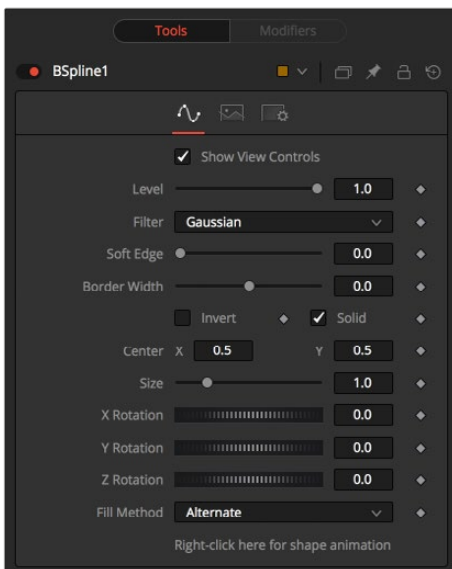 Tools Modifiers
BSpline1
Show View Controls
Level 1.0
Filter Gaussian
Soft Edge 0.0
Border Width 0.0
Invert Solid
Center X 0.5 Y 0.5
Size 1.0
X Rotation 0.0
Y Rotation 0.0
Z Rotation 0.0
Fill Method Alternate
Right-click here for shape animation